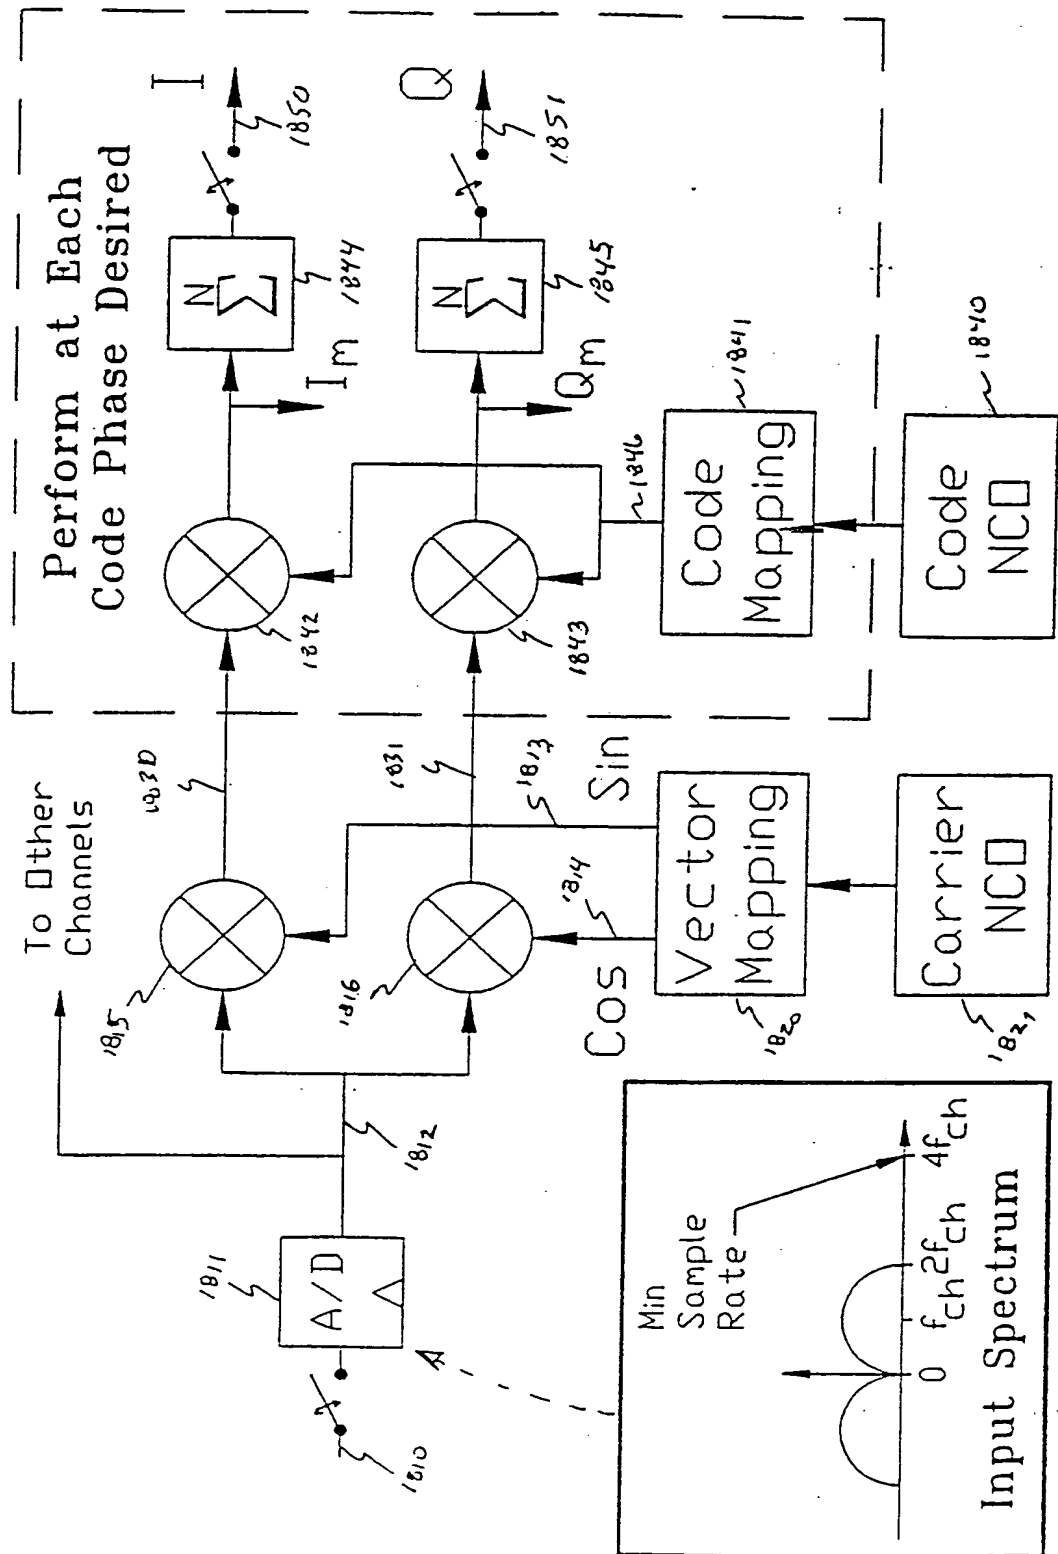 Perform at Each
Code Phase Desired
To Other
Channels
I
1850
N
Σ
1844
Im
1842
1830
1815
Q
1851
N
Σ
1845
Qm
1843
1831
1816
1846
1841
Code
Mapping
1840
Code
NCO
Sin
1813
Cos
1814
Vector
Mapping
1820
Carrier
NCO
1821
1812
1811
A/D
1810
Min
Sample
Rate
0
fch
2fch
4fch
Input Spectrum